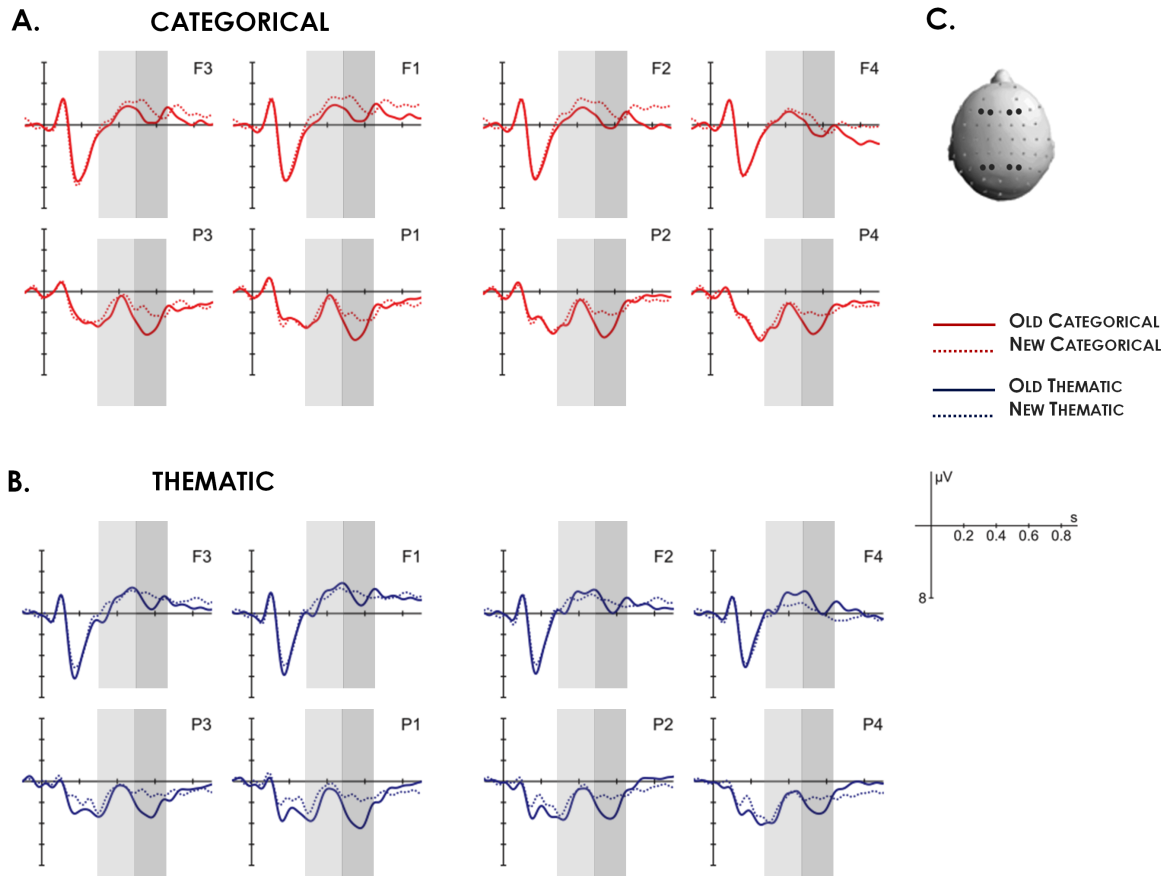 A.
CATEGORICAL
C.
F3
F1
F2
F4
P3
P1
P2
P4
OLD CATEGORICAL
NEW CATEGORICAL
OLD THEMATIC
NEW THEMATIC
B.
THEMATIC
µV
s
0.2 0.4 0.6 0.8
8
F3
F1
F2
F4
P3
P1
P2
P4